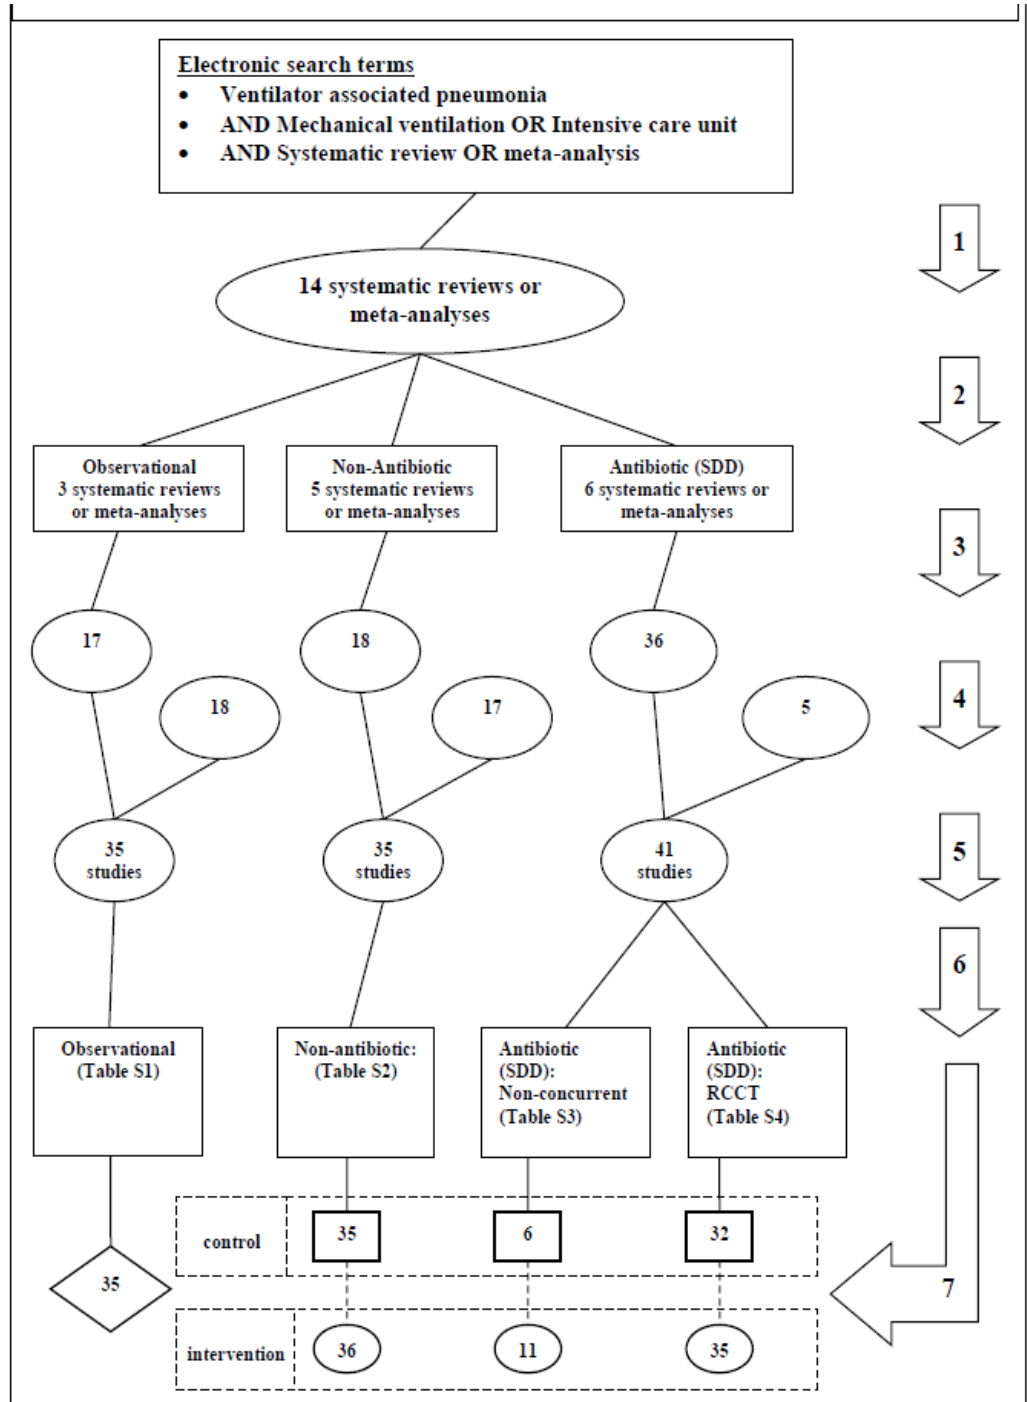 Electronic search terms
• Ventilator associated pneumonia
• AND Mechanical ventilation OR Intensive care unit
• AND Systematic review OR meta-analysis
1
14 systematic reviews or
meta-analyses
2
Observational
3 systematic reviews
or meta-analyses
Non-Antibiotic
5 systematic reviews
or meta-analyses
Antibiotic (SDD)
6 systematic reviews or
meta-analyses
3
17
18
36
18
17
5
4
35
studies
35
studies
41
studies
5
6
Observational
(Table S1)
Non-antibiotic:
(Table S2)
Antibiotic
(SDD):
Non-concurrent
(Table S3)
Antibiotic
(SDD):
RCCT
(Table S4)
control
35
6
32
35
7
intervention
36
11
35